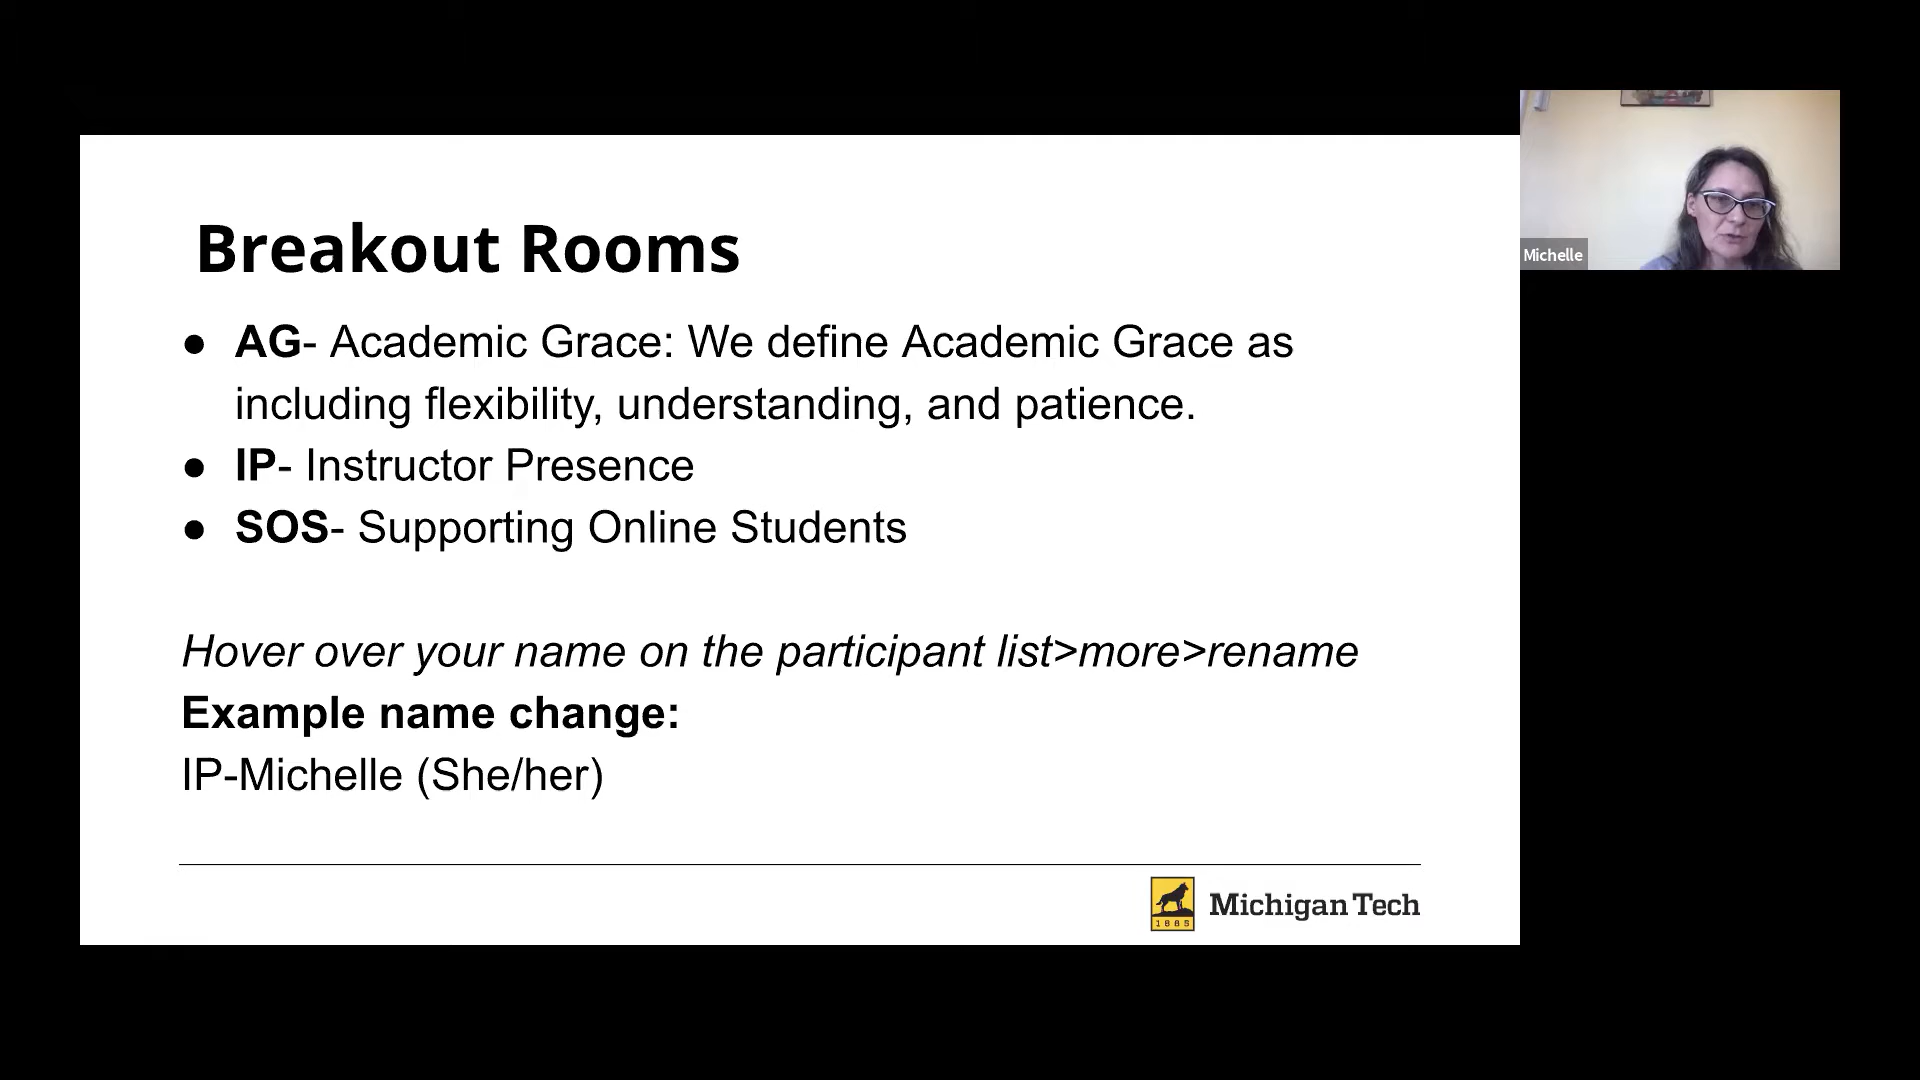 Breakout Rooms
● AG- Academic Grace: We define Academic Grace as
including flexibility, understanding, and patience.
● IP- Instructor Presence
● SOS- Supporting Online Students
Hover over your name on the participant list>more>rename
Example name change:
IP-Michelle (She/her)
1885
Michigan Tech
Michelle